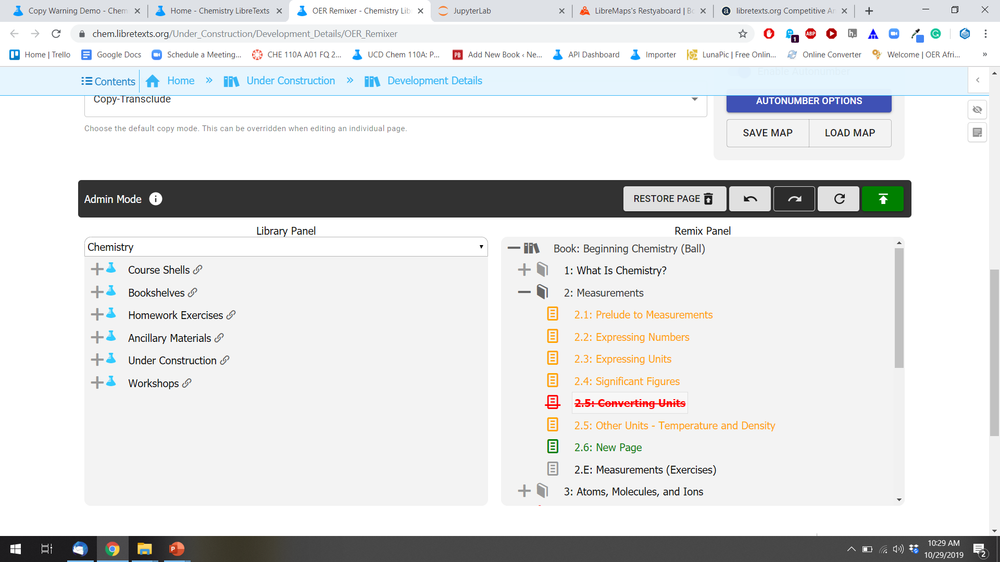 Copy Warning Demo - Chemi
Home - Chemistry LibreTexts
OER Remixer - Chemistry Lib
JupyterLab
LibreMaps's Restyaboard | Bo
a libretexts.org Competitive An
chem.libretexts.org/Under_Construction/Development_Details/OER_Remixer
1
ABP
h.
Home | Trello
Google Docs
Schedule a Meeting...
CHE 110A A01 FQ 2...
UCD Chem 110A: P...
PB Add New Book ‹ Ne...
API Dashboard
Importer
LunaPic | Free Onlin...
Online Converter
Welcome | OER Afri...
»
Contents
Home » Under Construction » Development Details
Enable Autonumber
Copy-Transclude
AUTONUMBER OPTIONS
Choose the default copy mode. This can be overridden when editing an individual page.
SAVE MAP
LOAD MAP
Admin Mode i
RESTORE PAGE
Library Panel
Remix Panel
Chemistry
Course Shells
Bookshelves
Homework Exercises
Ancillary Materials
Under Construction
Workshops
Book: Beginning Chemistry (Ball)
1: What Is Chemistry?
2: Measurements
2.1: Prelude to Measurements
2.2: Expressing Numbers
2.3: Expressing Units
2.4: Significant Figures
2.5: Converting Units
2.5: Other Units - Temperature and Density
2.6: New Page
2.E: Measurements (Exercises)
3: Atoms, Molecules, and Ions
P
10:29 AM
10/29/2019
2